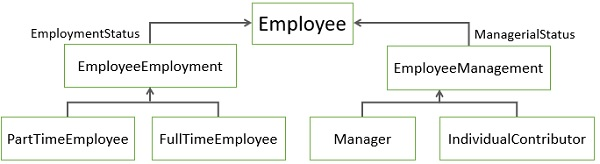 Employee
EmploymentStatus
ManagerialStatus
EmployeeEmployment
EmployeeManagement
PartTimeEmployee
FullTimeEmployee
Manager
IndividualContributor